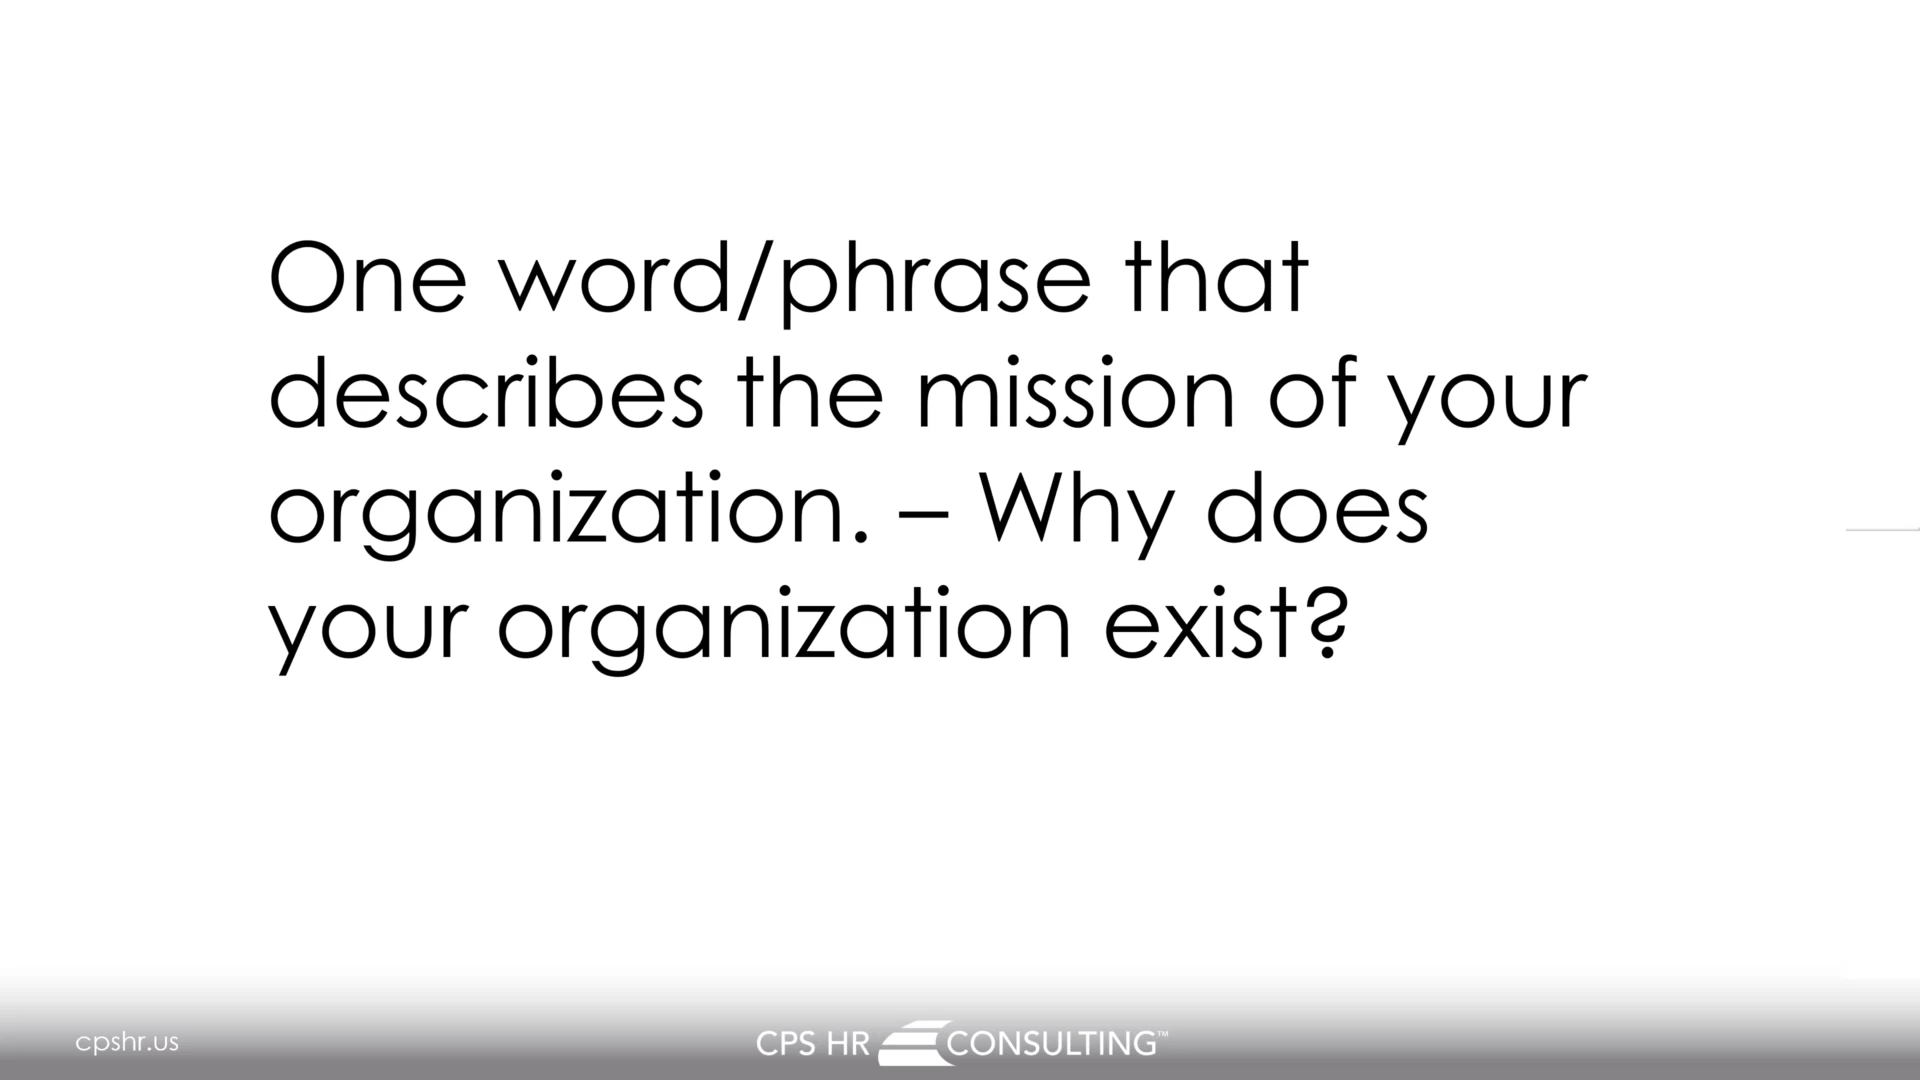 One word/phrase that
describes the mission of your
organization. – Why does
your organization exist?
cpshr.us
CPS HR CONSULTING™